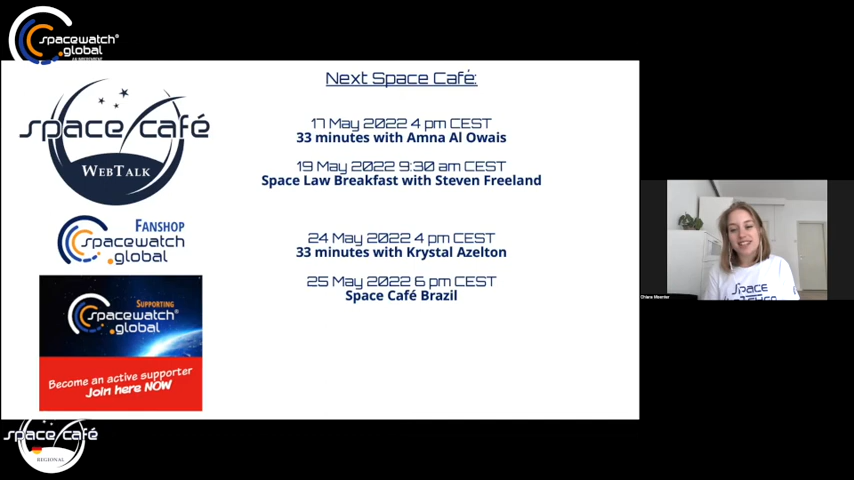 spacewatch®
.global
AN INDEPENDENT
space café
WEBTALK
FANSHOP
spacewatch
.global
SUPPORTING
spacewatch®
.global
Become an active supporter
Join here NOW
space café
REGIONAL
Next Space Café:
17 May 2022 4 pm CEST
33 minutes with Amna Al Owais
19 May 2022 9:30 am CEST
Space Law Breakfast with Steven Freeland
24 May 2022 4 pm CEST
33 minutes with Krystal Azelton
25 May 2022 6 pm CEST
Space Café Brazil
space